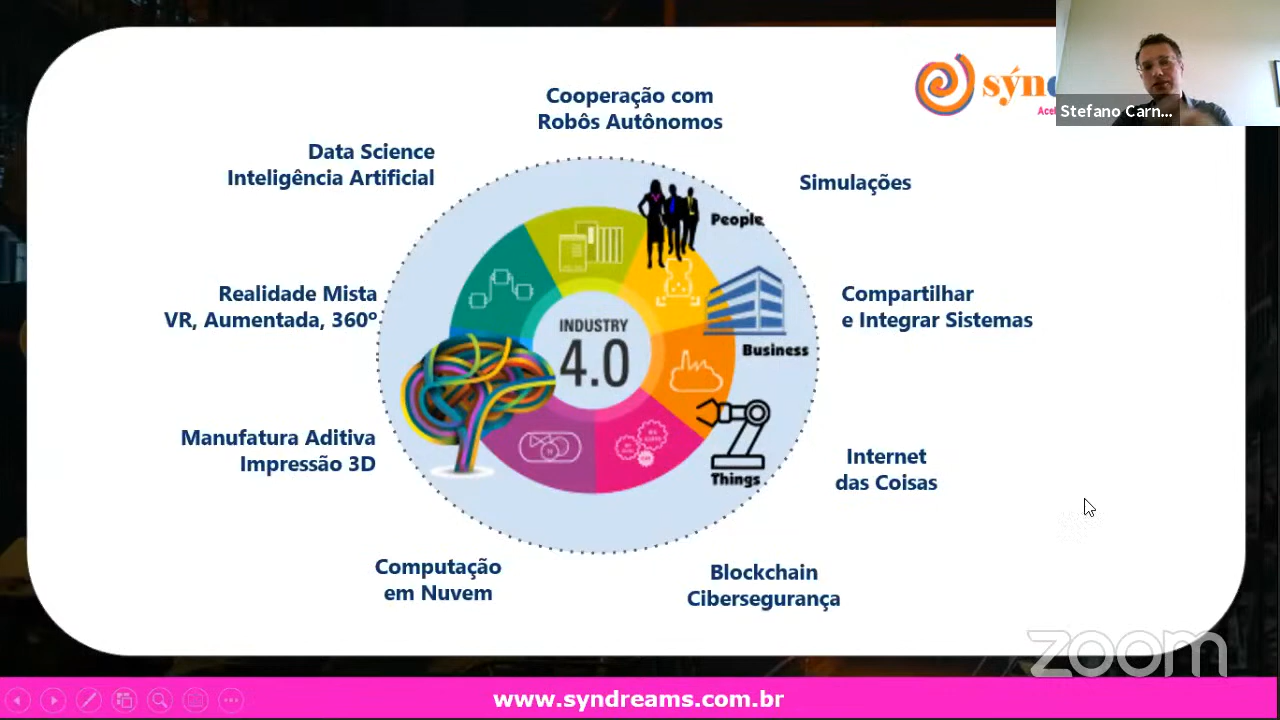 Cooperação com
Robôs Autônomos
sýn
Acel
Stefano Carn...
Data Science
Inteligência Artificial
Simulações
People
Realidade Mista
VR, Aumentada, 360º
Compartilhar
e Integrar Sistemas
INDUSTRY
4.0
Business
Manufatura Aditiva
Impressão 3D
Internet
das Coisas
Things
Computação
em Nuvem
Blockchain
Cibersegurança
zoom
www.syndreams.com.br